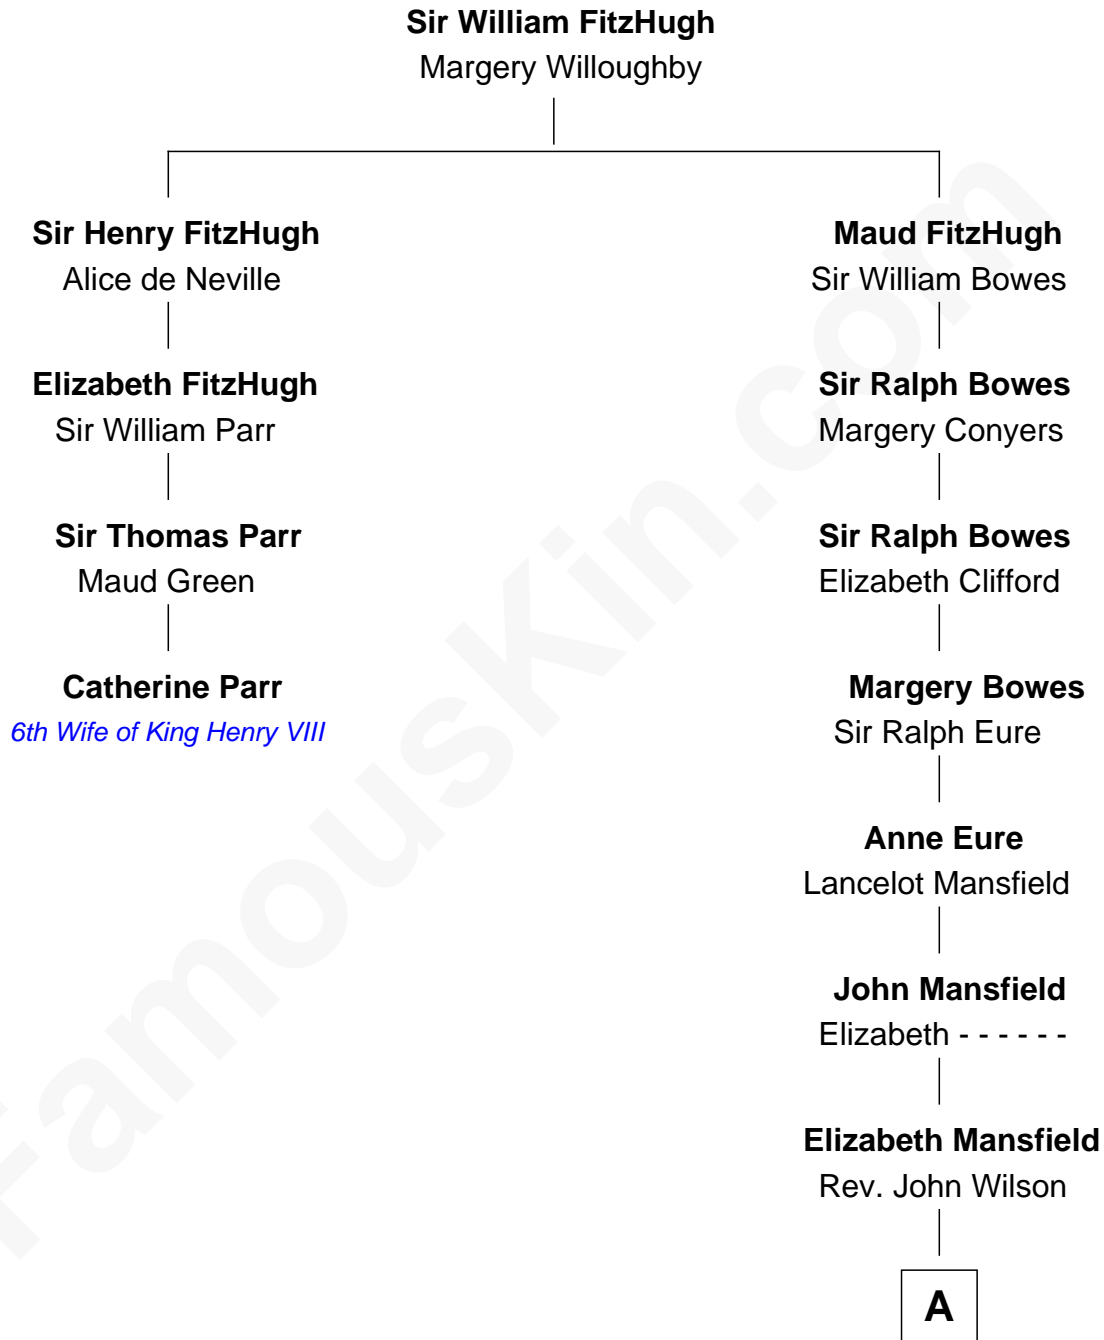 Sir William FitzHugh
Margery Willoughby
Sir Henry FitzHugh
Alice de Neville
Maud FitzHugh
Sir William Bowes
Elizabeth FitzHugh
Sir William Parr
Sir Ralph Bowes
Margery Conyers
Sir Thomas Parr
Maud Green
Sir Ralph Bowes
Elizabeth Clifford
Catherine Parr
6th Wife of King Henry VIII
Margery Bowes
Sir Ralph Eure
Anne Eure
Lancelot Mansfield
John Mansfield
Elizabeth - - - - - -
Elizabeth Mansfield
Rev. John Wilson
A
FamousKin.com